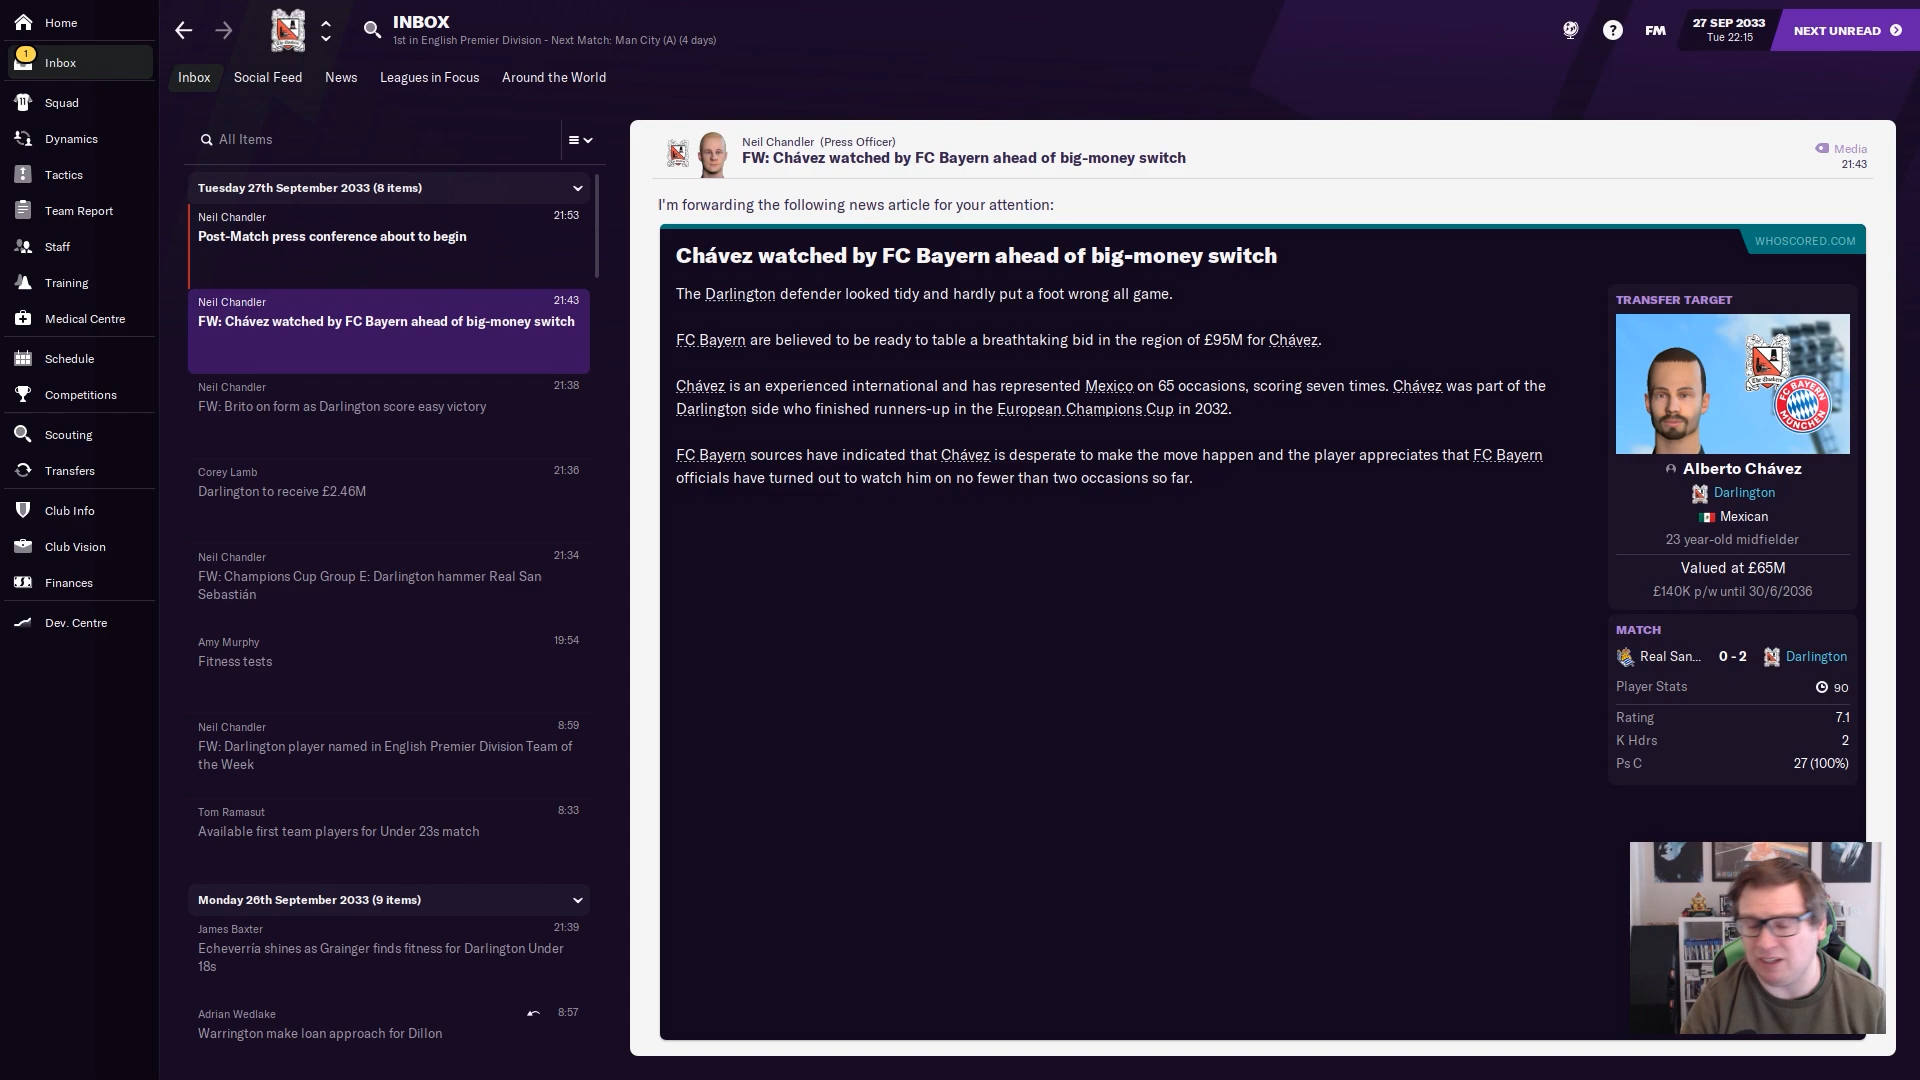 Home
1
Inbox
Squad
Dynamics
Tactics
Team Report
Staff
Training
Medical Centre
Schedule
Competitions
Scouting
Transfers
Club Info
Club Vision
Finances
Dev. Centre
INBOX
1st in English Premier Division - Next Match: Man City (A) (4 days)
FM
27 SEP 2033
Tue 22:15
NEXT UNREAD
Inbox
Social Feed
News
Leagues in Focus
Around the World
All Items
Tuesday 27th September 2033 (8 items)
Neil Chandler 21:53
Post-Match press conference about to begin
Neil Chandler 21:43
FW: Chávez watched by FC Bayern ahead of big-money switch
Neil Chandler 21:38
FW: Brito on form as Darlington score easy victory
Corey Lamb 21:36
Darlington to receive £2.46M
Neil Chandler 21:34
FW: Champions Cup Group E: Darlington hammer Real San
Sebastián
Amy Murphy 19:54
Fitness tests
Neil Chandler 8:59
FW: Darlington player named in English Premier Division Team of
the Week
Tom Ramasut 8:33
Available first team players for Under 23s match
Monday 26th September 2033 (9 items)
James Baxter 21:39
Echeverría shines as Grainger finds fitness for Darlington Under
18s
Adrian Wedlake 8:57
Warrington make loan approach for Dillon
Neil Chandler (Press Officer)
FW: Chávez watched by FC Bayern ahead of big-money switch
Media
21:43
I'm forwarding the following news article for your attention:
WHOSCORED.COM
Chávez watched by FC Bayern ahead of big-money switch
The Darlington defender looked tidy and hardly put a foot wrong all game.
FC Bayern are believed to be ready to table a breathtaking bid in the region of £95M for Chávez.
Chávez is an experienced international and has represented Mexico on 65 occasions, scoring seven times. Chávez was part of the
Darlington side who finished runners-up in the European Champions Cup in 2032.
FC Bayern sources have indicated that Chávez is desperate to make the move happen and the player appreciates that FC Bayern
officials have turned out to watch him on no fewer than two occasions so far.
TRANSFER TARGET
The Quakers
FC BAYERN
MÜNCHEN
Alberto Chávez
Darlington
Mexican
23 year-old midfielder
Valued at £65M
£140K p/w until 30/6/2036
MATCH
Real San... 0 - 2 Darlington
Player Stats 90
Rating 7.1
K Hdrs 2
Ps C 27 (100%)